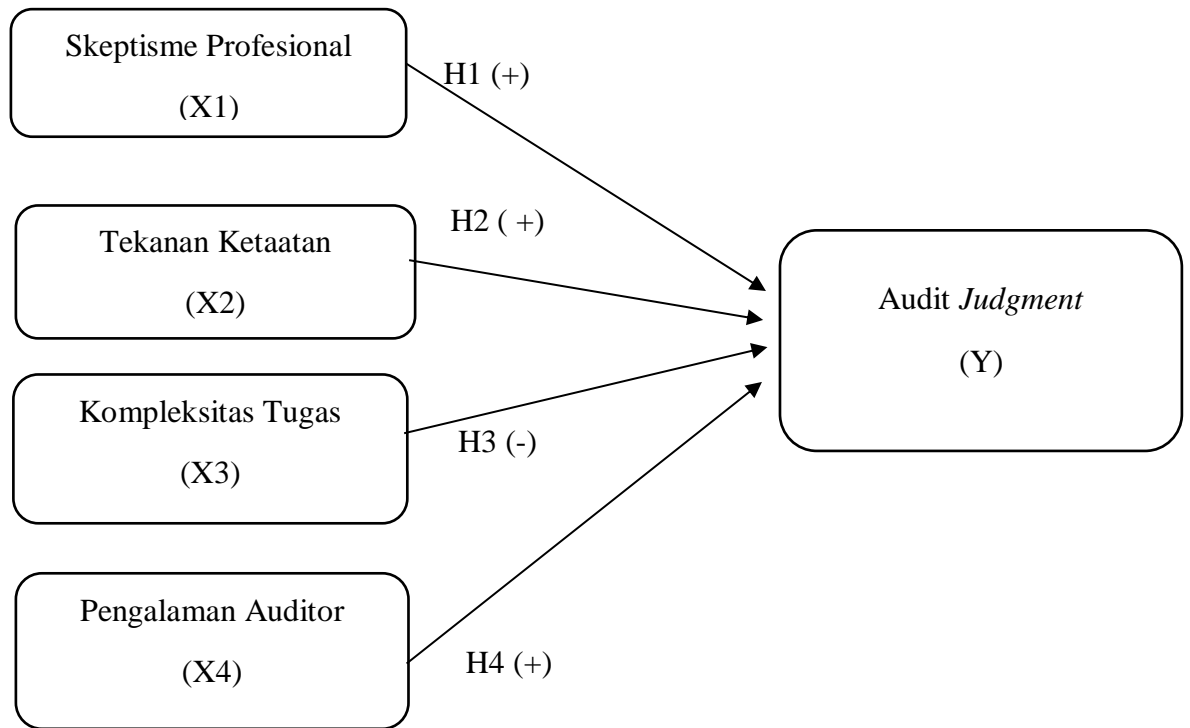 Skeptisme Profesional
(X1)
H1 (+)
Tekanan Ketaatan
(X2)
H2 ( +)
Kompleksitas Tugas
(X3)
H3 (-)
Pengalaman Auditor
(X4)
H4 (+)
Audit Judgment
(Y)